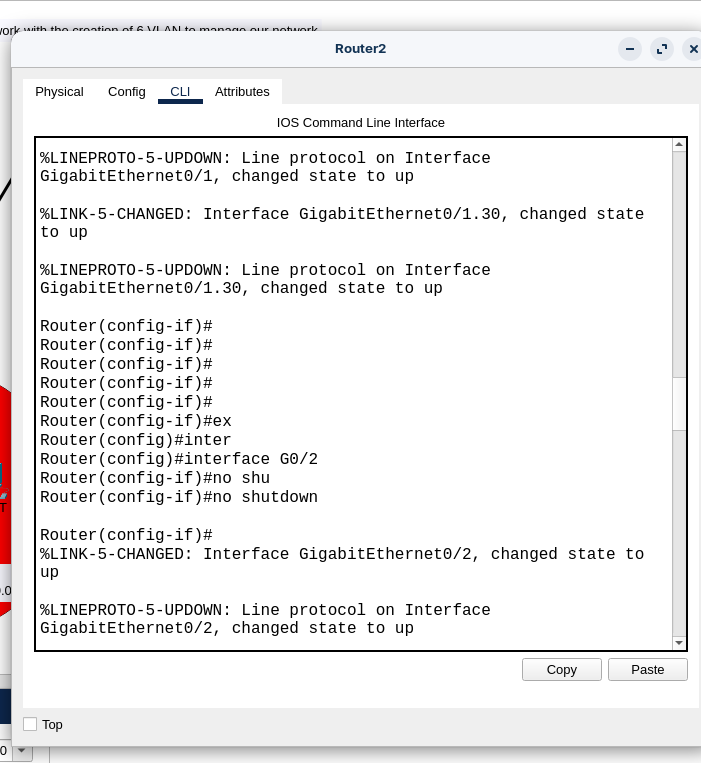 work with the creation of 6 VLAN to manage our network
Router2
Physical Config CLI Attributes
IOS Command Line Interface
%LINEPROTO-5-UPDOWN: Line protocol on Interface
GigabitEthernet0/1, changed state to up
%LINK-5-CHANGED: Interface GigabitEthernet0/1.30, changed state
to up
%LINEPROTO-5-UPDOWN: Line protocol on Interface
GigabitEthernet0/1.30, changed state to up
Router(config-if)#
Router(config-if)#
Router(config-if)#
Router(config-if)#
Router(config-if)#
Router(config-if)#ex
Router(config)#inter
Router(config)#interface G0/2
Router(config-if)#no shu
Router(config-if)#no shutdown
Router(config-if)#
%LINK-5-CHANGED: Interface GigabitEthernet0/2, changed state to
up
%LINEPROTO-5-UPDOWN: Line protocol on Interface
GigabitEthernet0/2, changed state to up
Copy Paste
Top